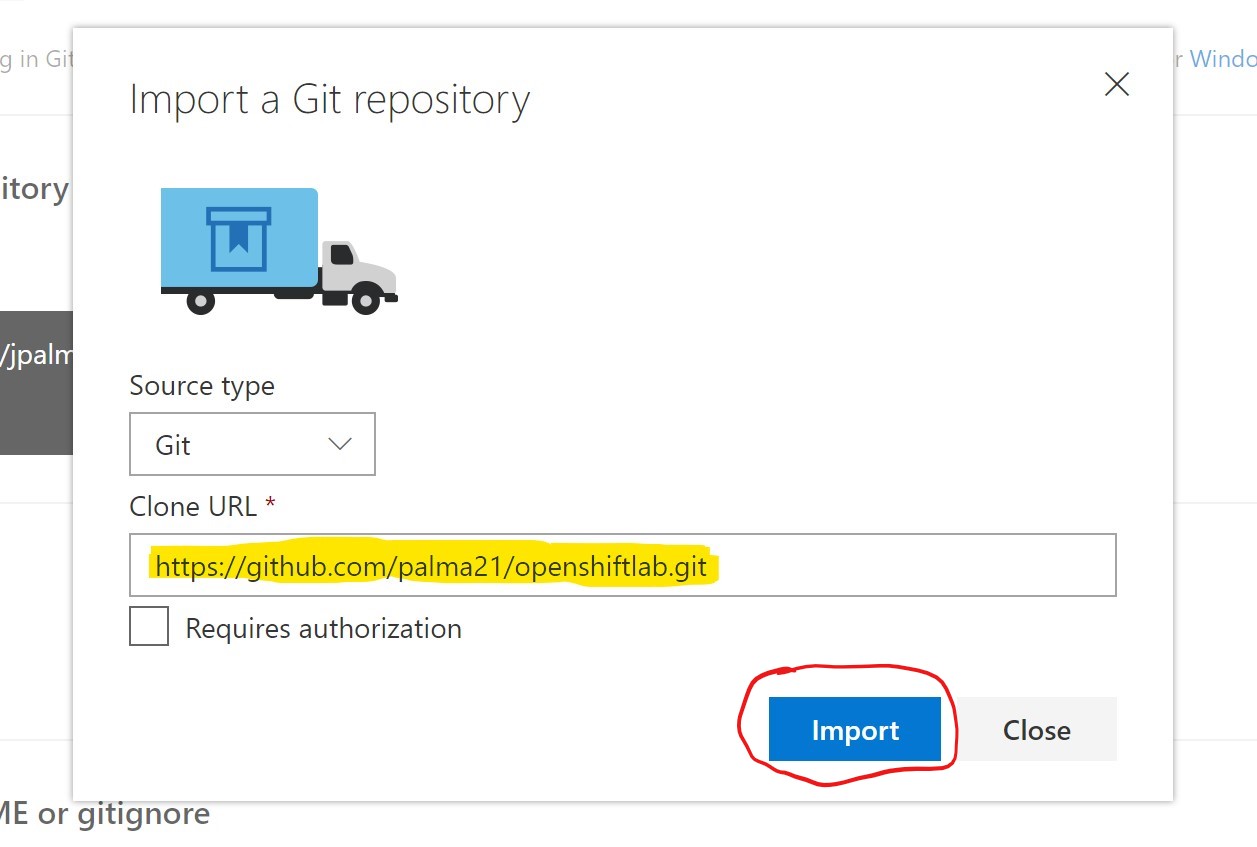 g in Git
r Windo
Import a Git repository
itory
/jpalm
Source type
Git
Clone URL *
https://github.com/palma21/openshiftlab.git
Requires authorization
Import
Close
ME or gitignore